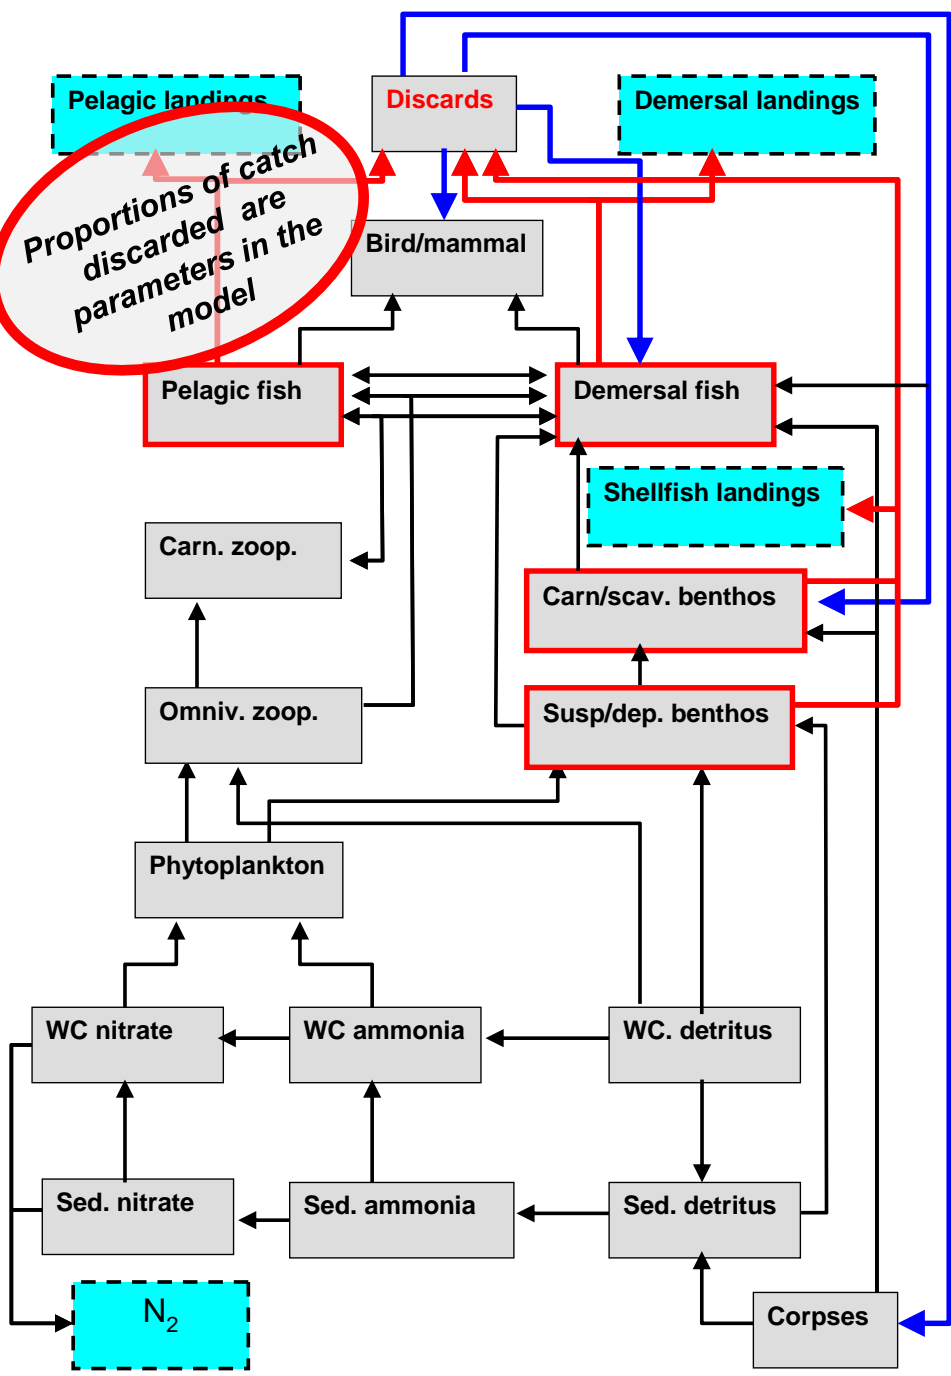 Pelagic landings
Discards
Demersal landings
Proportions of catch
discarded are
parameters in the
model
Bird/mammal
Pelagic fish
Demersal fish
Shellfish landings
Carn. zoop.
Carn/scav. benthos
Omniv. zoop.
Susp/dep. benthos
Phytoplankton
WC nitrate
WC ammonia
WC. detritus
Sed. nitrate
Sed. ammonia
Sed. detritus
N₂
Corpses